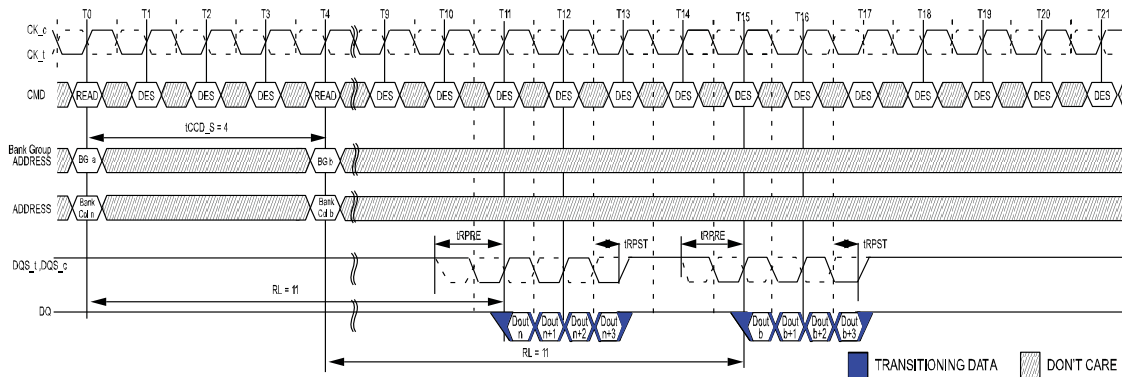 T0 T1 T2 T3 T4 T9 T10 T11 T12 T13 T14 T15 T16 T17 T18 T19 T20 T21
CK_c
CK_t
CMD READ DES DES DES READ DES DES DES DES DES DES DES DES DES DES DES DES DES
tCCD_S = 4
Bank Group
ADDRESS BG a BG b
ADDRESS Bank Col n Bank Col b
tRPRE tRPST tRPRE tRPST
DQS_t ,DQS_c
RL = 11
DQ Dout n Dout n+1 Dout n+2 Dout n+3 Dout b Dout b+1 Dout b+2 Dout b+3
RL = 11
TRANSITIONING DATA DON'T CARE